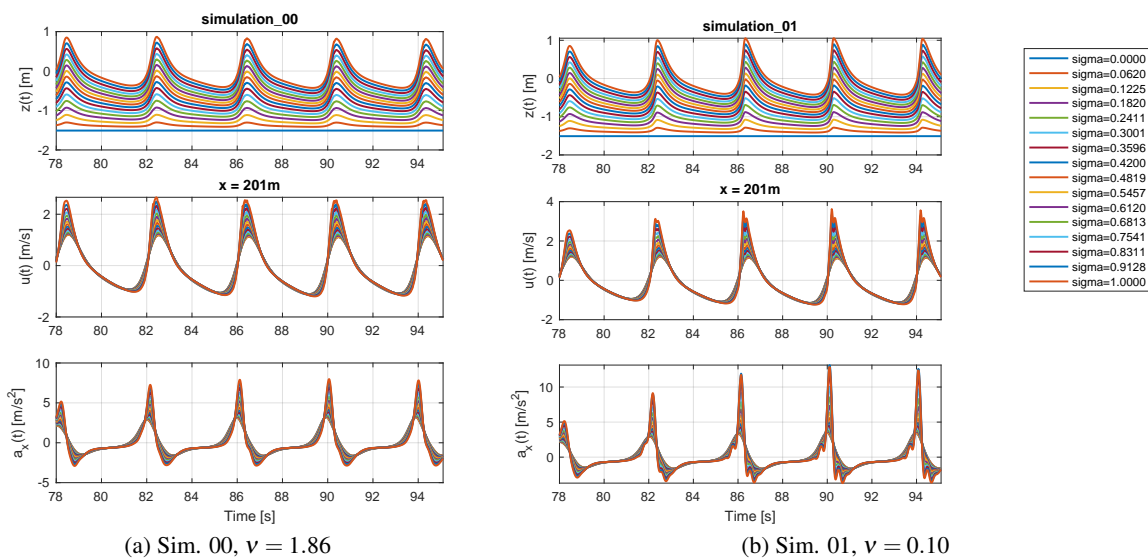 simulation_00
1
0
-1
-2
z(t) [m]
78 80 82 84 86 88 90 92 94
x = 201m
2
0
-2
u(t) [m/s]
78 80 82 84 86 88 90 92 94
10
5
0
-5
a_x(t) [m/s²]
78 80 82 84 86 88 90 92 94
Time [s]
(a) Sim. 00, ν = 1.86
simulation_01
1
0
-1
-2
z(t) [m]
78 80 82 84 86 88 90 92 94
x = 201m
4
2
0
-2
u(t) [m/s]
78 80 82 84 86 88 90 92 94
10
5
0
a_x(t) [m/s²]
78 80 82 84 86 88 90 92 94
Time [s]
(b) Sim. 01, ν = 0.10
sigma=0.0000
sigma=0.0620
sigma=0.1225
sigma=0.1820
sigma=0.2411
sigma=0.3001
sigma=0.3596
sigma=0.4200
sigma=0.4819
sigma=0.5457
sigma=0.6120
sigma=0.6813
sigma=0.7541
sigma=0.8311
sigma=0.9128
sigma=1.0000